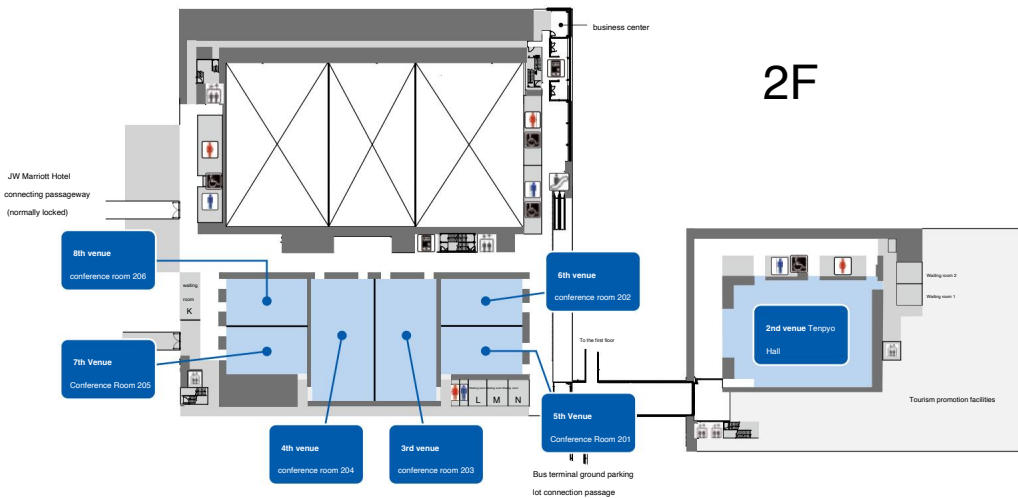 business center
2F
JW Marriott Hotel
connecting passageway
(normally locked)
8th venue
conference room 206
6th venue
conference room 202
waiting
room
K
Waiting room 2
Waiting room 1
2nd venue Tenpyo
Hall
To the first floor
7th Venue
Conference Room 205
L M N
5th Venue
Conference Room 201
Tourism promotion facilities
4th venue
conference room 204
3rd venue
conference room 203
Bus terminal ground parking
lot connection passage